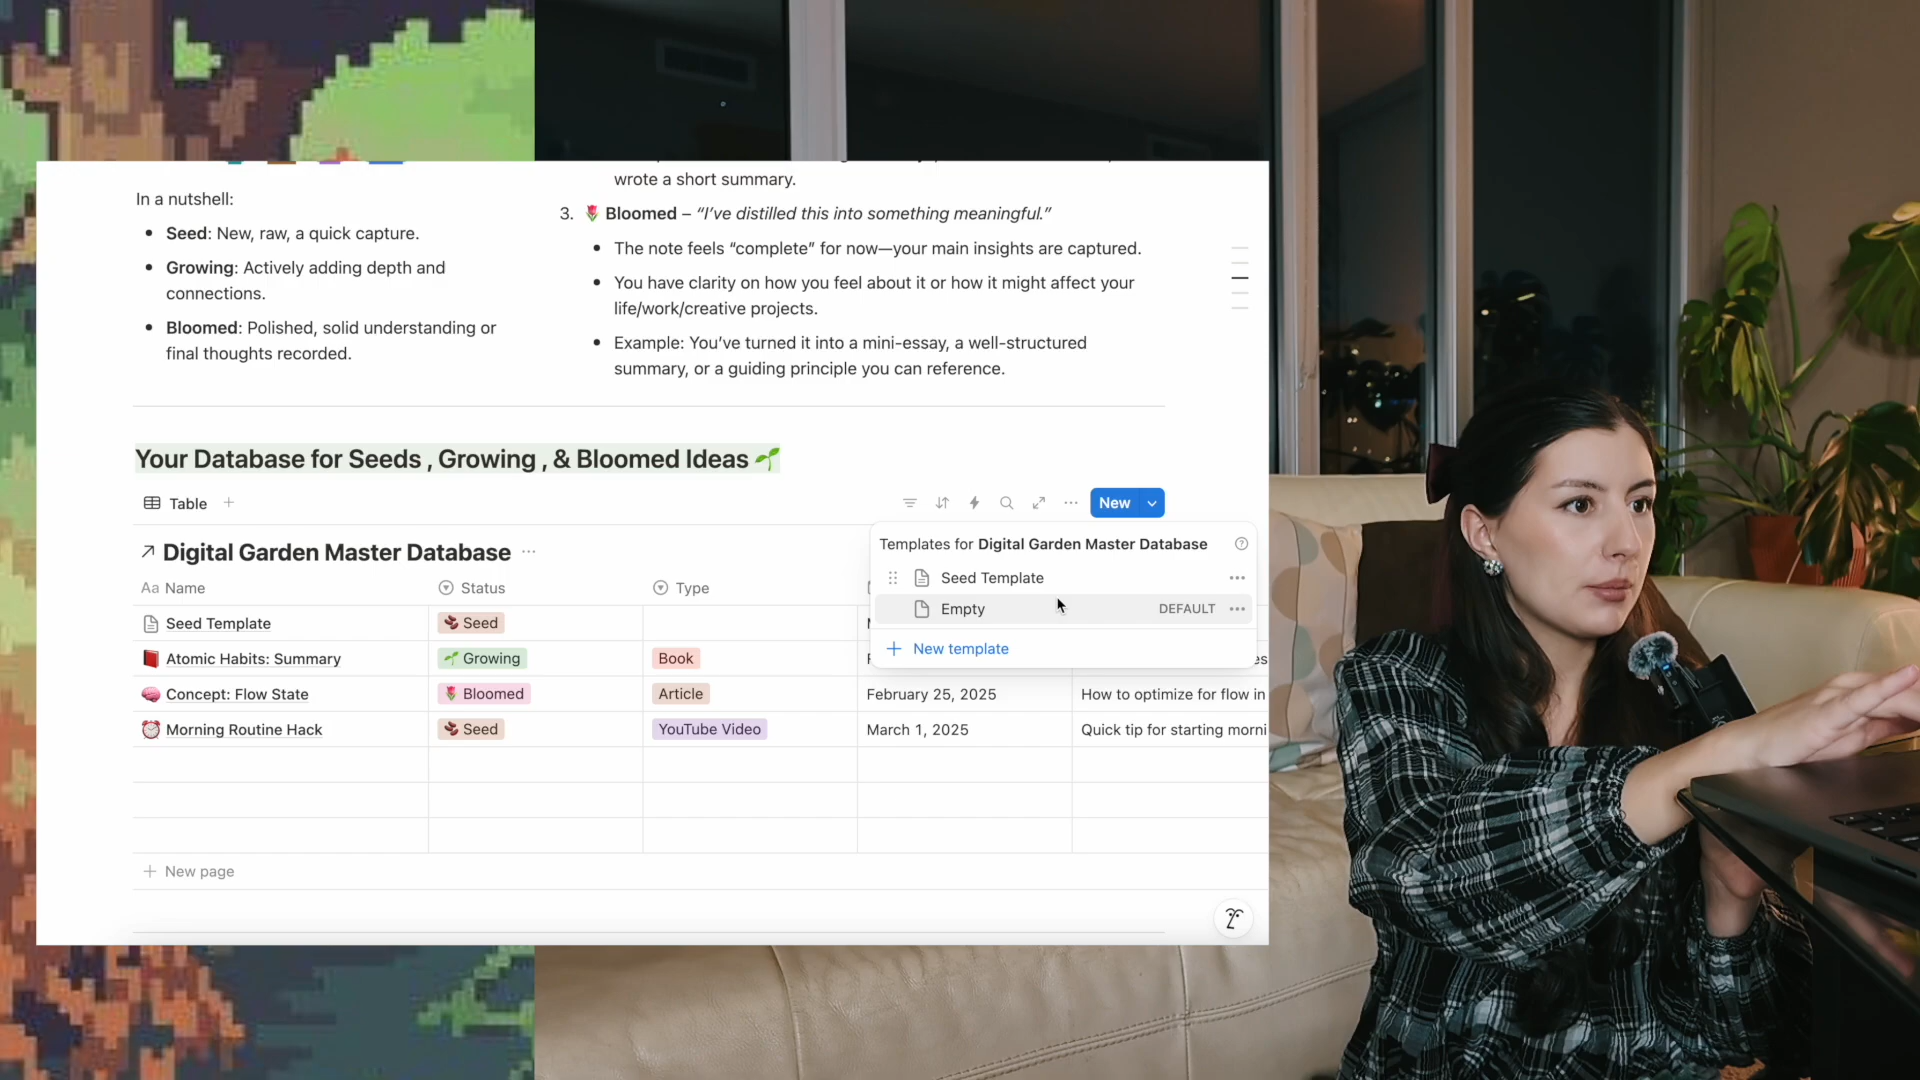 In a nutshell:
Seed: New, raw, a quick capture.
Growing: Actively adding depth and
connections.
Bloomed: Polished, solid understanding or
final thoughts recorded.
wrote a short summary.
3. 🌷 Bloomed – “I’ve distilled this into something meaningful.”
The note feels “complete” for now—your main insights are captured.
You have clarity on how you feel about it or how it might affect your
life/work/creative projects.
Example: You’ve turned it into a mini-essay, a well-structured
summary, or a guiding principle you can reference.
Your Database for Seeds , Growing , & Bloomed Ideas 🌱
Table +
New
Templates for Digital Garden Master Database
Seed Template
Empty DEFAULT
+ New template
Digital Garden Master Database
Aa Name Status Type
Seed Template Seed
Atomic Habits: Summary 🌱 Growing Book
Concept: Flow State 🌷 Bloomed Article February 25, 2025 How to optimize for flow in
Morning Routine Hack Seed YouTube Video March 1, 2025 Quick tip for starting morni
+ New page